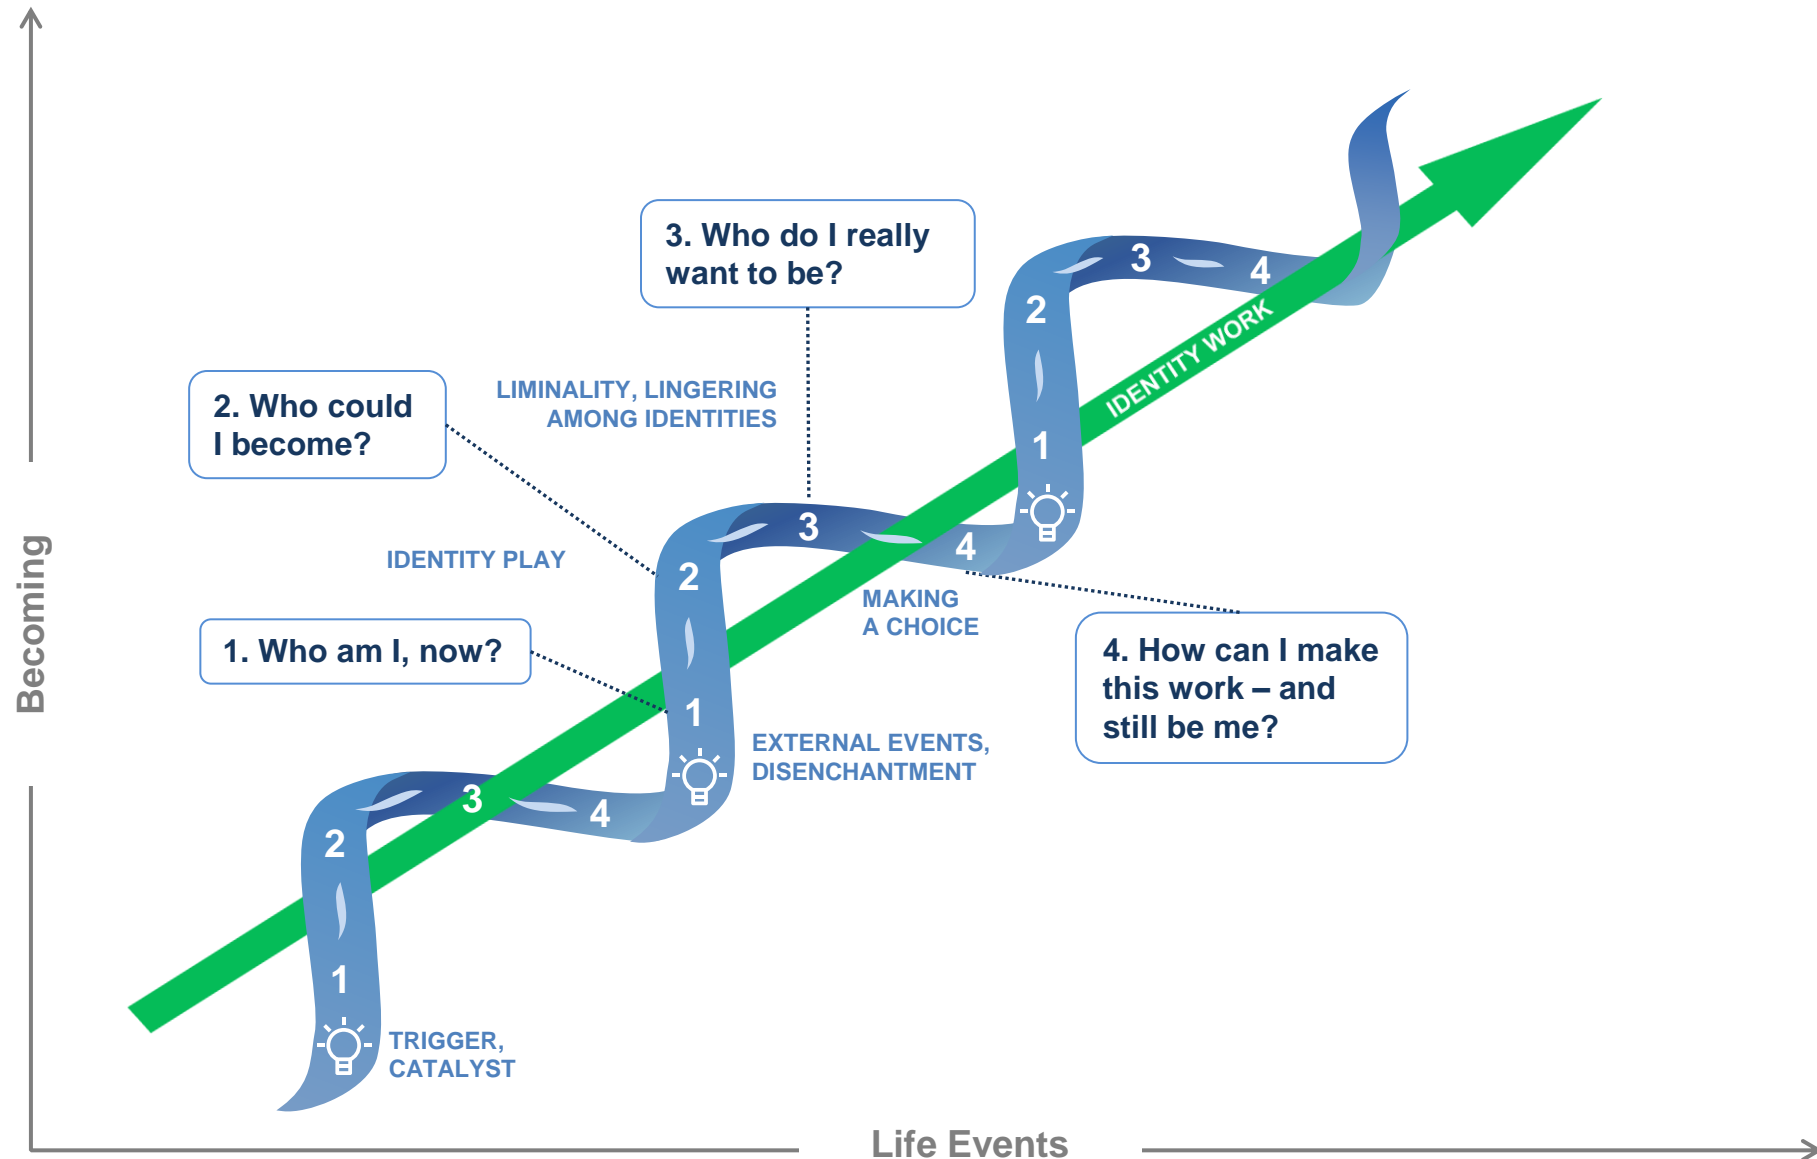 Becoming
3. Who do I really
want to be?
2. Who could
I become?
LIMINALITY, LINGERING
AMONG IDENTITIES
IDENTITY PLAY
1. Who am I, now?
MAKING
A CHOICE
4. How can I make
this work – and
still be me?
EXTERNAL EVENTS,
DISENCHANTMENT
TRIGGER,
CATALYST
IDENTITY WORK
1
2
3
4
1
2
3
4
1
2
3
4
Life Events